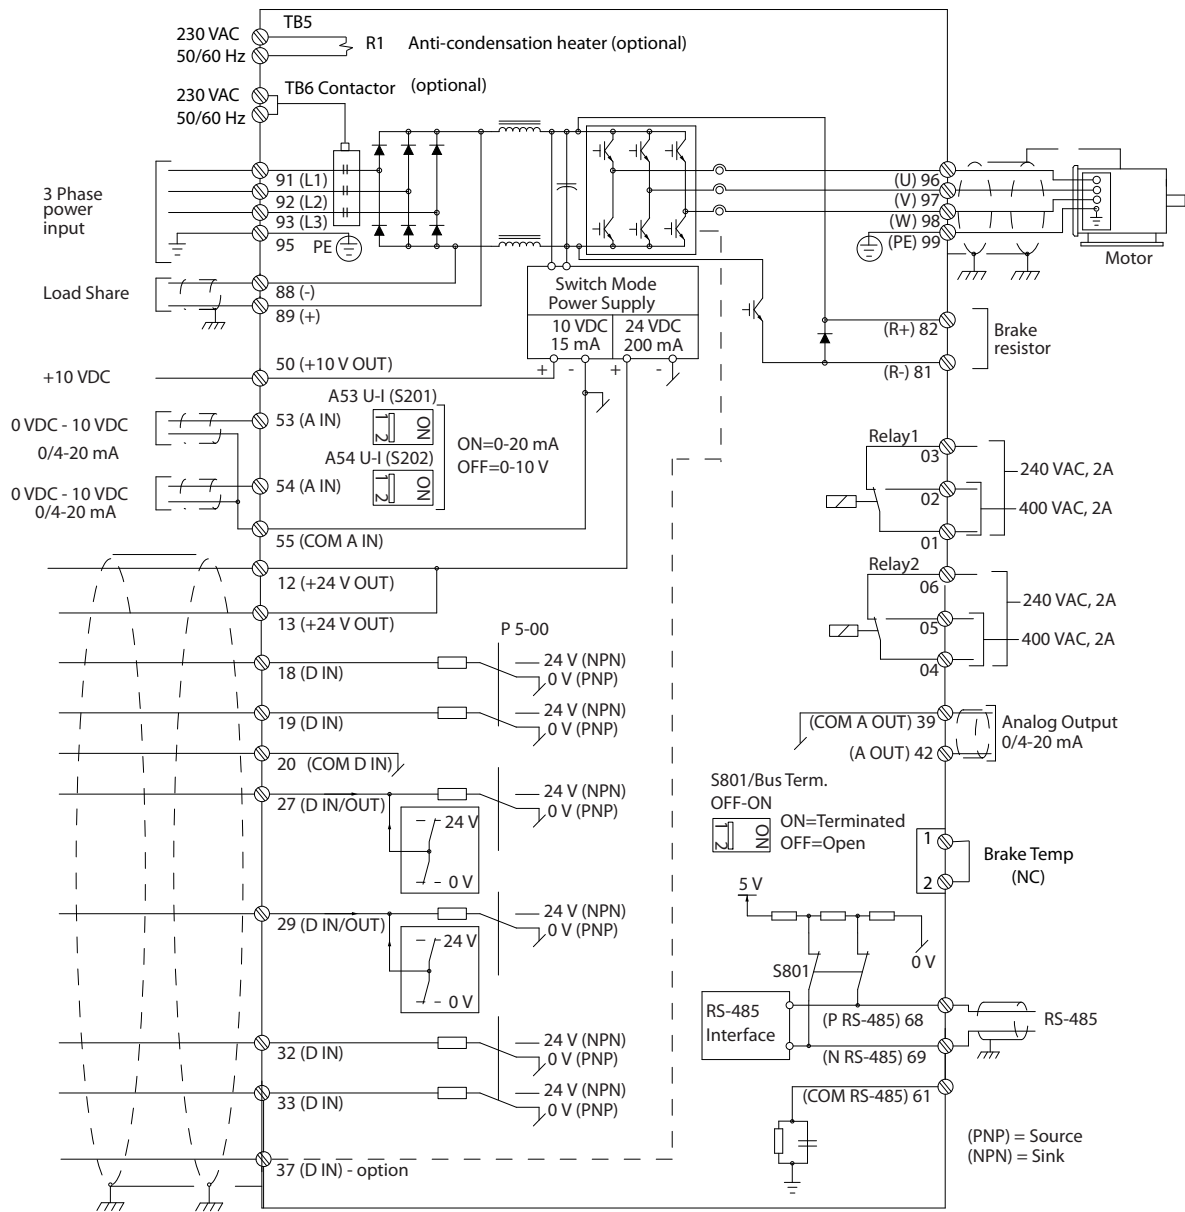 TB5
230 VAC
50/60 Hz
R1 Anti-condensation heater (optional)
TB6 Contactor (optional)
230 VAC
50/60 Hz
3 Phase
power
input
91 (L1)
92 (L2)
93 (L3)
95 PE
(U) 96
(V) 97
(W) 98
(PE) 99
Motor
Load Share
88 (-)
89 (+)
Switch Mode
Power Supply
10 VDC
15 mA
24 VDC
200 mA
+ - + -
(R+) 82
(R-) 81
Brake
resistor
+10 VDC
50 (+10 V OUT)
0 VDC - 10 VDC
0/4-20 mA
53 (A IN)
A53 U-I (S201)
1 2 ON
A54 U-I (S202)
1 2 ON
ON=0-20 mA
OFF=0-10 V
0 VDC - 10 VDC
0/4-20 mA
54 (A IN)
55 (COM A IN)
Relay1
03
02
01
240 VAC, 2A
400 VAC, 2A
Relay2
06
05
04
240 VAC, 2A
400 VAC, 2A
12 (+24 V OUT)
13 (+24 V OUT)
P 5-00
18 (D IN)
24 V (NPN)
0 V (PNP)
19 (D IN)
24 V (NPN)
0 V (PNP)
20 (COM D IN)
27 (D IN/OUT)
24 V (NPN)
0 V (PNP)
24 V
0 V
29 (D IN/OUT)
24 V (NPN)
0 V (PNP)
24 V
0 V
32 (D IN)
24 V (NPN)
0 V (PNP)
33 (D IN)
24 V (NPN)
0 V (PNP)
37 (D IN) - option
(COM A OUT) 39
(A OUT) 42
Analog Output
0/4-20 mA
S801/Bus Term.
OFF-ON
1 2 ON
ON=Terminated
OFF=Open
1
2
Brake Temp
(NC)
5 V
0 V
S801
RS-485
Interface
(P RS-485) 68
(N RS-485) 69
RS-485
(COM RS-485) 61
(PNP) = Source
(NPN) = Sink